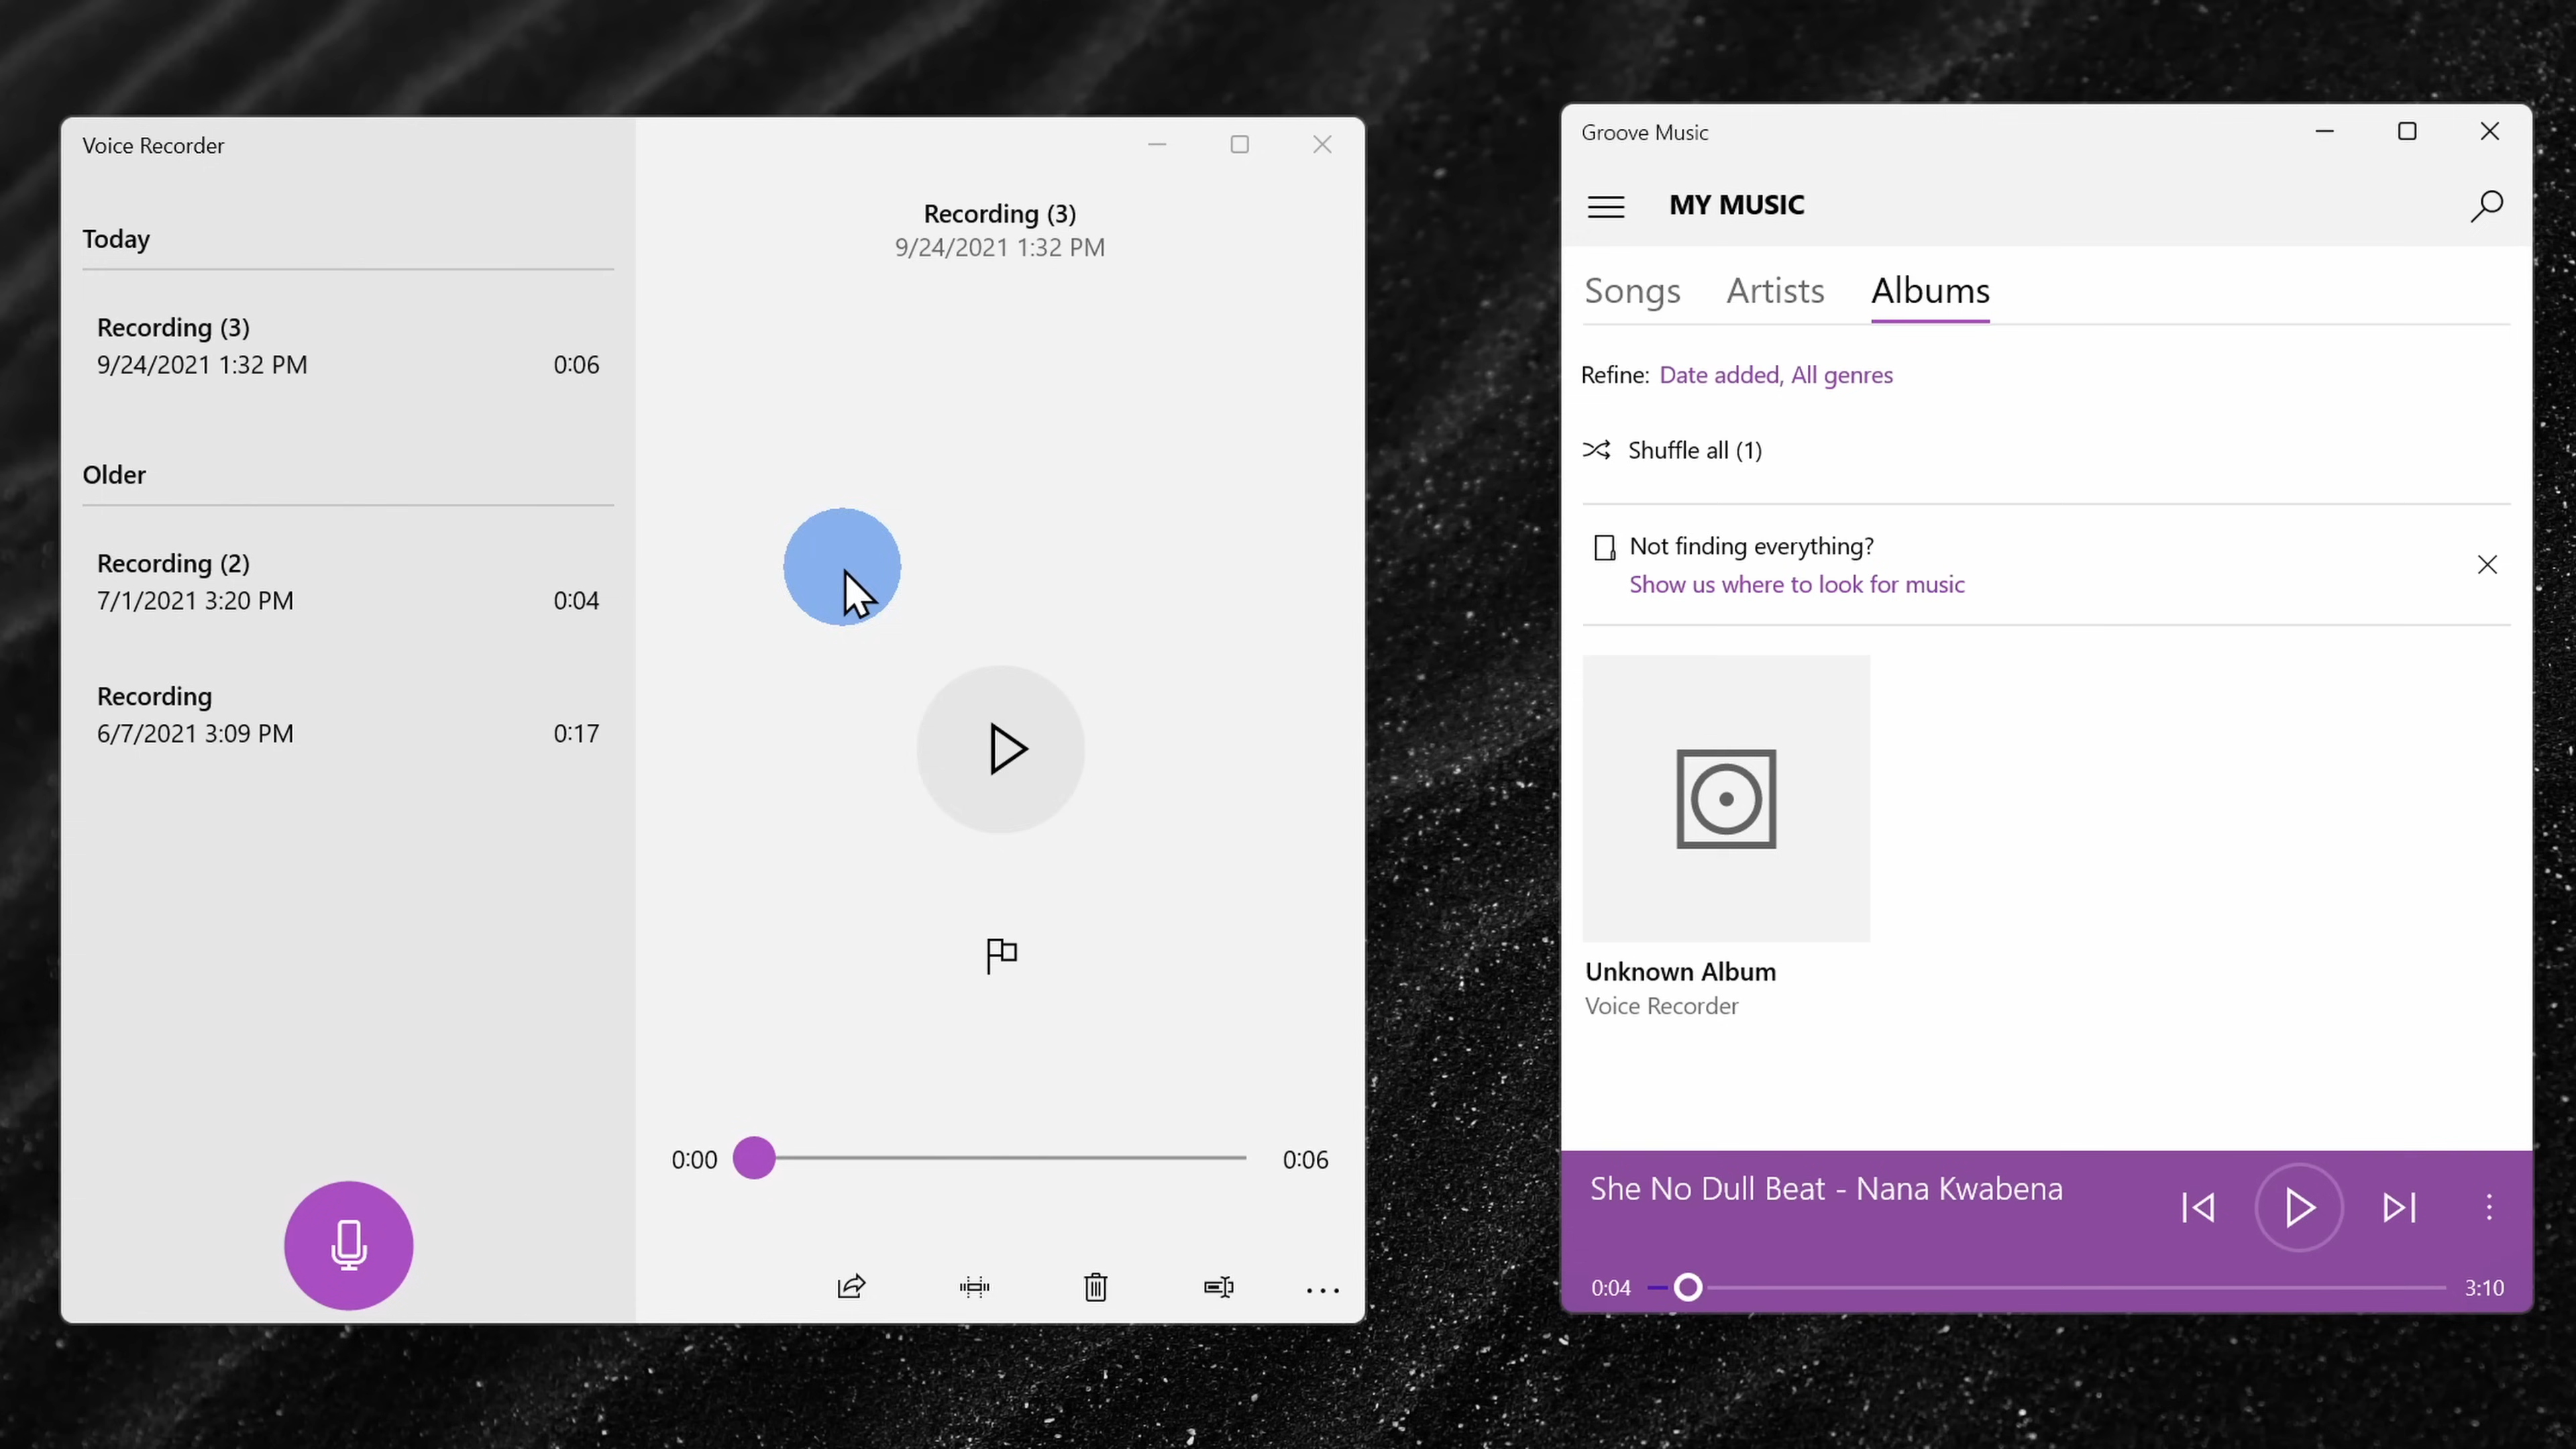 Voice Recorder
Today
Recording (3)
9/24/2021 1:32 PM 0:06
Older
Recording (2)
7/1/2021 3:20 PM 0:04
Recording
6/7/2021 3:09 PM 0:17
Recording (3)
9/24/2021 1:32 PM
0:00 0:06
Groove Music
MY MUSIC
Songs Artists Albums
Refine: Date added, All genres
Shuffle all (1)
Not finding everything?
Show us where to look for music
Unknown Album
Voice Recorder
She No Dull Beat - Nana Kwabena
0:04 3:10